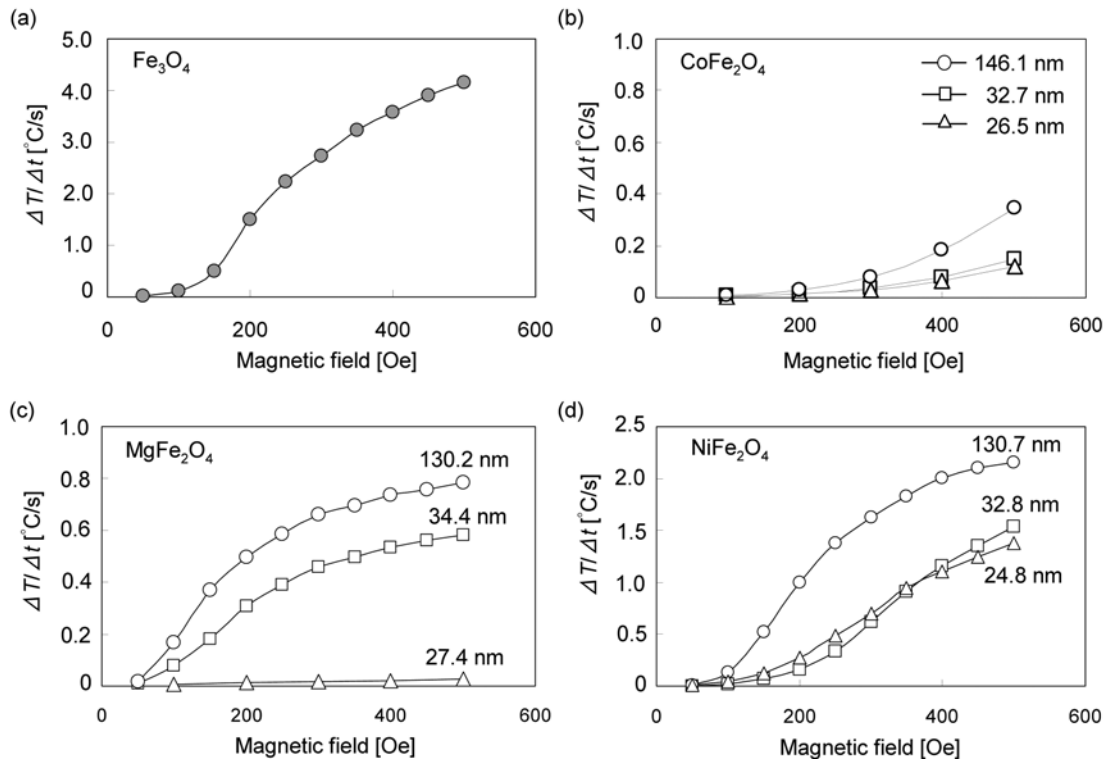 (a)
5.0
4.0
3.0
2.0
1.0
0
Fe₃O₄
ΔT/Δt [°C/s]
0 200 400 600
Magnetic field [Oe]
(b)
1.0
0.8
0.6
0.4
0.2
0
CoFe₂O₄
146.1 nm
32.7 nm
26.5 nm
ΔT/Δt [°C/s]
0 200 400 600
Magnetic field [Oe]
(c)
1.0
0.8
0.6
0.4
0.2
0
MgFe₂O₄
130.2 nm
34.4 nm
27.4 nm
ΔT/Δt [°C/s]
0 200 400 600
Magnetic field [Oe]
(d)
2.5
2.0
1.5
1.0
0.5
0
NiFe₂O₄
130.7 nm
32.8 nm
24.8 nm
ΔT/Δt [°C/s]
0 200 400 600
Magnetic field [Oe]